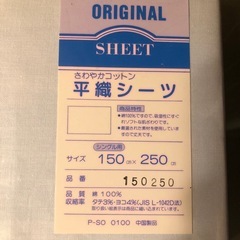 ORIGINAL
SHEET
さわやかコットン
平織シーツ
商品特性
シングル用
サイズ 150cm×250cm
品番 150250
品質 綿100%
収縮率 タテ3%・ヨコ4%(JIS L-1042D法)
P-SO 0100 中国製品